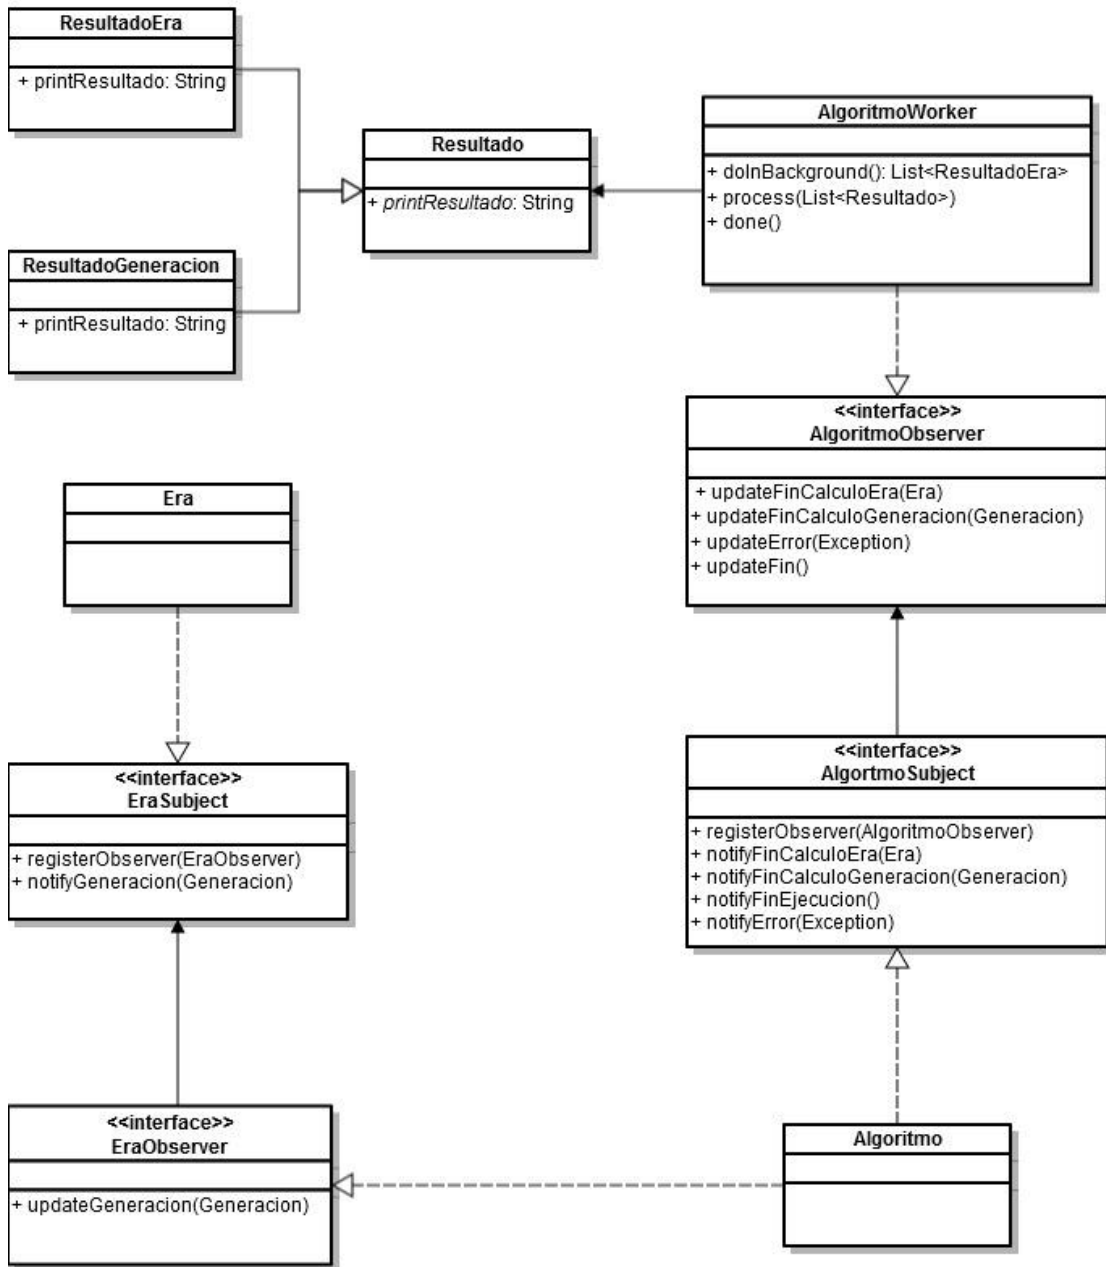 ResultadoEra
+ printResultado: String
Resultado
+ printResultado: String
AlgoritmoWorker
+ doInBackground(): List<ResultadoEra>
+ process(List<Resultado>)
+ done()
ResultadoGeneracion
+ printResultado: String
<<interface>>
AlgoritmoObserver
+ updateFinCalculoEra(Era)
+ updateFinCalculoGeneracion(Generacion)
+ updateError(Exception)
+ updateFin()
Era
<<interface>>
EraSubject
+ registerObserver(EraObserver)
+ notifyGeneracion(Generacion)
<<interface>>
AlgortmoSubject
+ registerObserver(AlgoritmoObserver)
+ notifyFinCalculoEra(Era)
+ notifyFinCalculoGeneracion(Generacion)
+ notifyFinEjecucion()
+ notifyError(Exception)
<<interface>>
EraObserver
+ updateGeneracion(Generacion)
Algoritmo